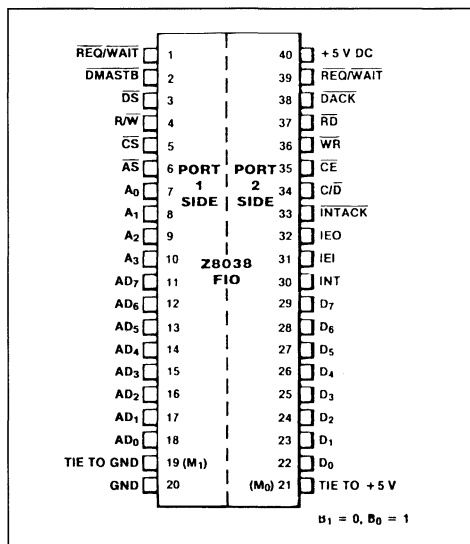 REQ/WAIT 1 40 +5 V DC
DMASTB 2 39 REQ/WAIT
DS 3 38 DACK
R/W 4 37 RD
CS 5 36 WR
AS 6 35 CE
PORT PORT
A₀ 7 1 2 34 C/D
SIDE SIDE
A₁ 8 33 INTACK
A₂ 9 32 IEO
A₃ 10 31 IEI
Z8038
FIO
AD₇ 11 30 INT
AD₆ 12 29 D₇
AD₅ 13 28 D₆
AD₄ 14 27 D₅
AD₃ 15 26 D₄
AD₂ 16 25 D₃
AD₁ 17 24 D₂
AD₀ 18 23 D₁
TIE TO GND 19 (M₁) 22 D₀
GND 20 (M₀) 21 TIE TO +5 V
B₁ = 0, B₀ = 1